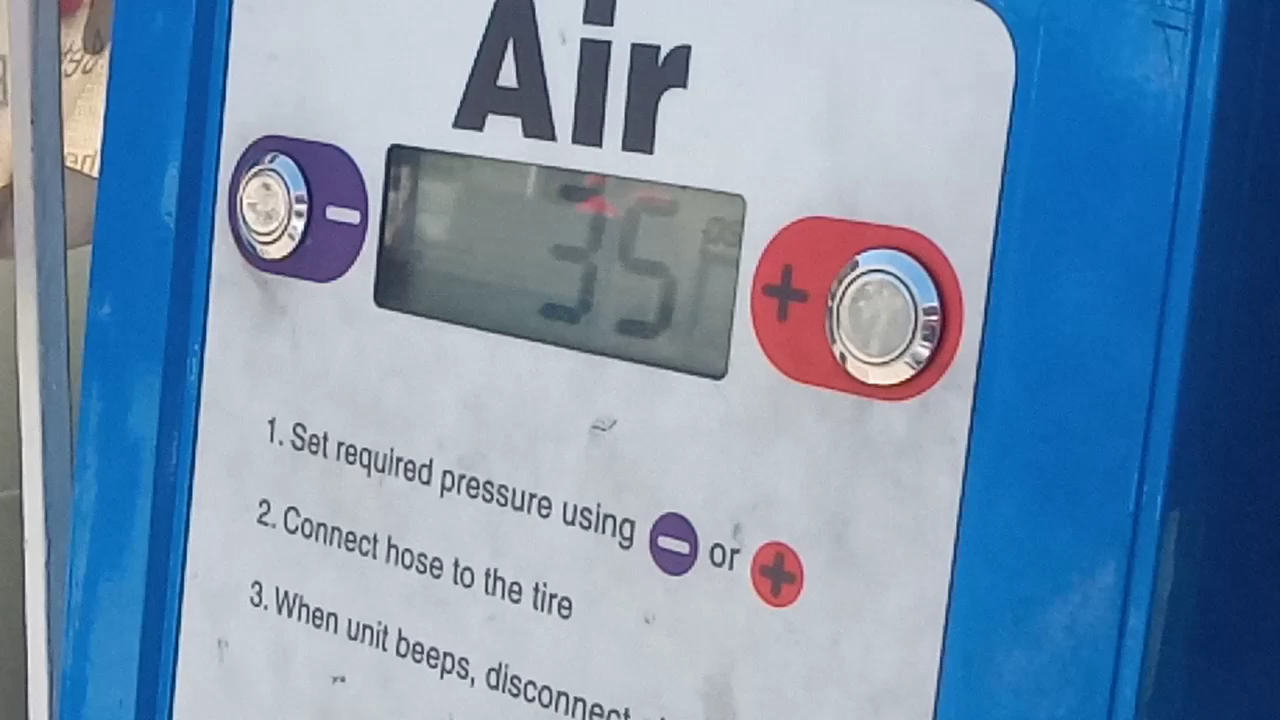 Air
35
1. Set required pressure using - or +
2. Connect hose to the tire
3. When unit beeps, disconnect